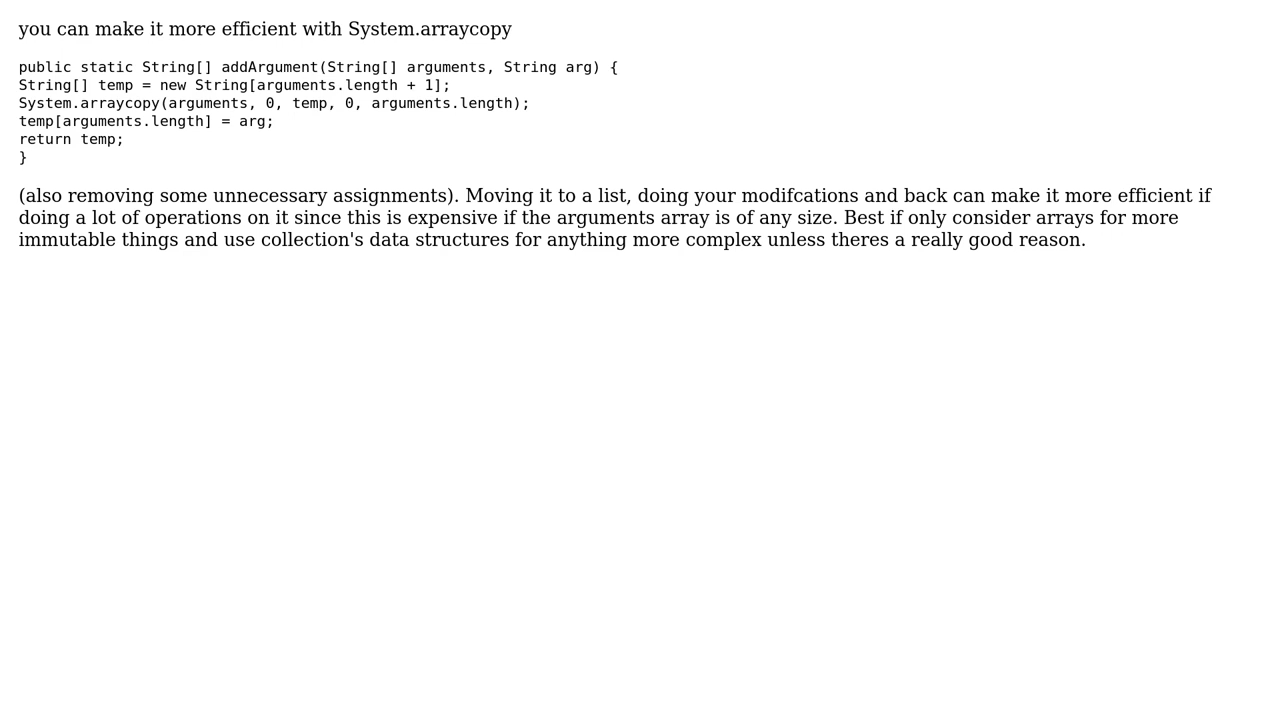 you can make it more efficient with System.arraycopy
public static String[] addArgument(String[] arguments, String arg) {
String[] temp = new String[arguments.length + 1];
System.arraycopy(arguments, 0, temp, 0, arguments.length);
temp[arguments.length] = arg;
return temp;
}
(also removing some unnecessary assignments). Moving it to a list, doing your modifcations and back can make it more efficient if
doing a lot of operations on it since this is expensive if the arguments array is of any size. Best if only consider arrays for more
immutable things and use collection's data structures for anything more complex unless theres a really good reason.